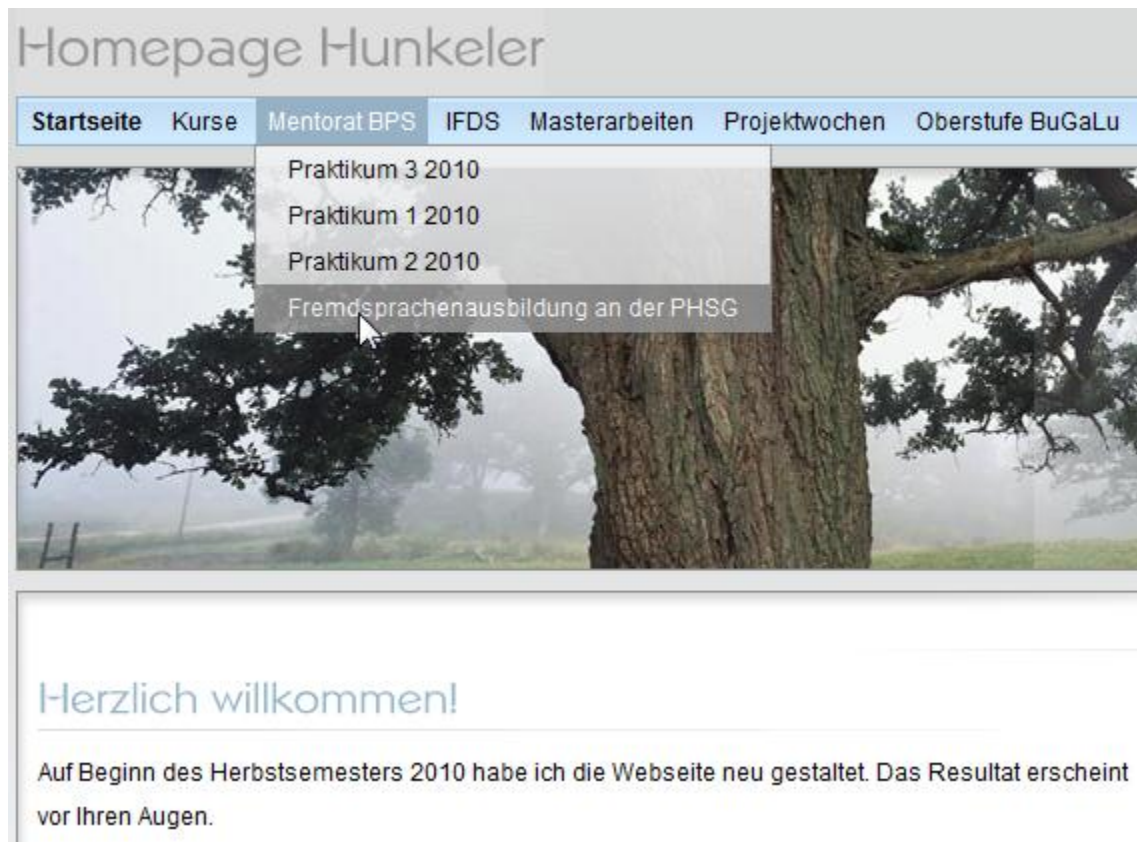 Homepage Hunkeler
Startseite Kurse Mentorat BPS IFDS Masterarbeiten Projektwochen Oberstufe BuGaLu
Praktikum 3 2010
Praktikum 1 2010
Praktikum 2 2010
Fremdsprachenausbildung an der PHSG
Herzlich willkommen!
Auf Beginn des Herbstsemesters 2010 habe ich die Webseite neu gestaltet. Das Resultat erscheint
vor Ihren Augen.